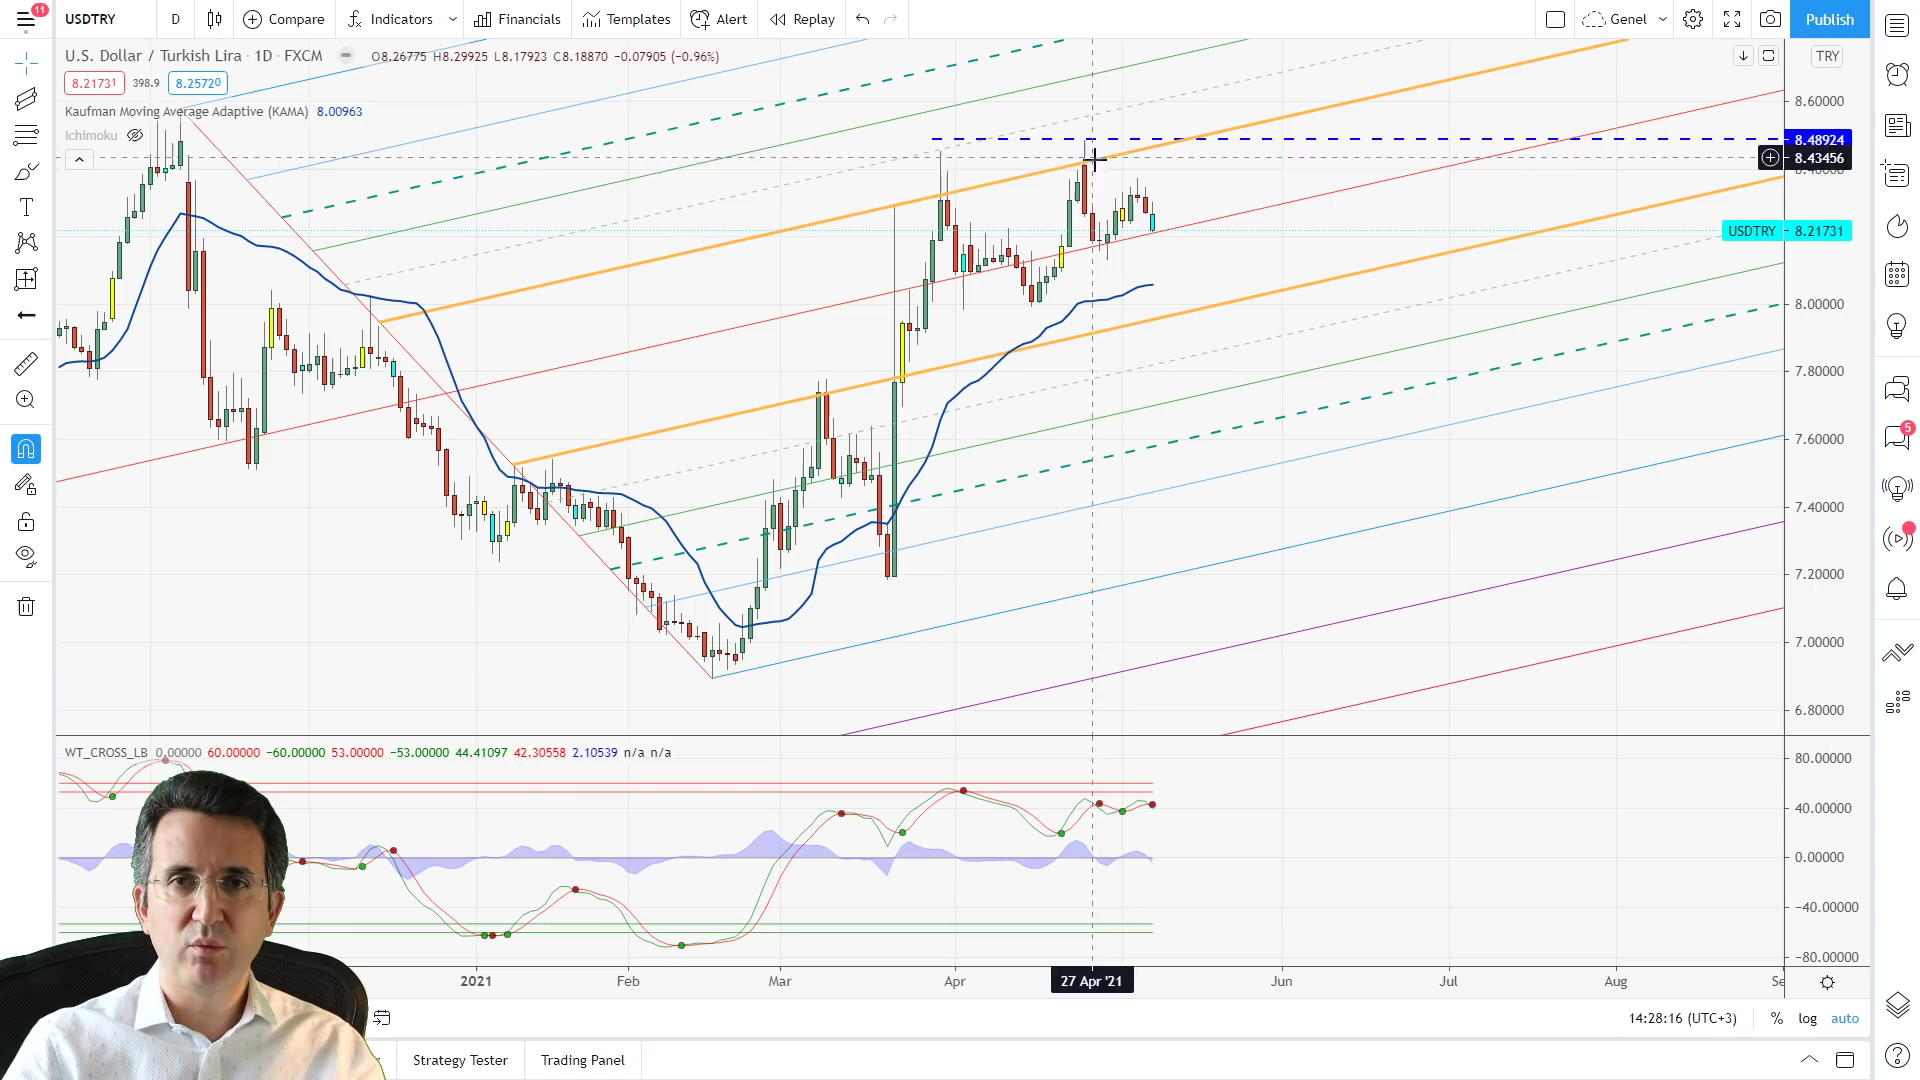 11
USDTRY D Compare Indicators Financials Templates Alert Replay Genel Publish
U.S. Dollar / Turkish Lira · 1D · FXCM O8.26775 H8.29925 L8.17923 C8.18870 −0.07905 (−0.96%)
TRY
8.21731 398.9 8.25720
Kaufman Moving Average Adaptive (KAMA) 8.00963
Ichimoku
8.60000
8.48924
8.43456
8.40000
USDTRY 8.21731
8.00000
7.80000
7.60000
7.40000
7.20000
7.00000
6.80000
5
WT_CROSS_LB 0.00000 60.00000 −60.00000 53.00000 −53.00000 44.41097 42.30558 2.10539 n/a n/a
80.00000
40.00000
0.00000
−40.00000
−80.00000
2021 Feb Mar Apr 27 Apr '21 Jun Jul Aug Se
14:28:16 (UTC+3) % log auto
Strategy Tester Trading Panel